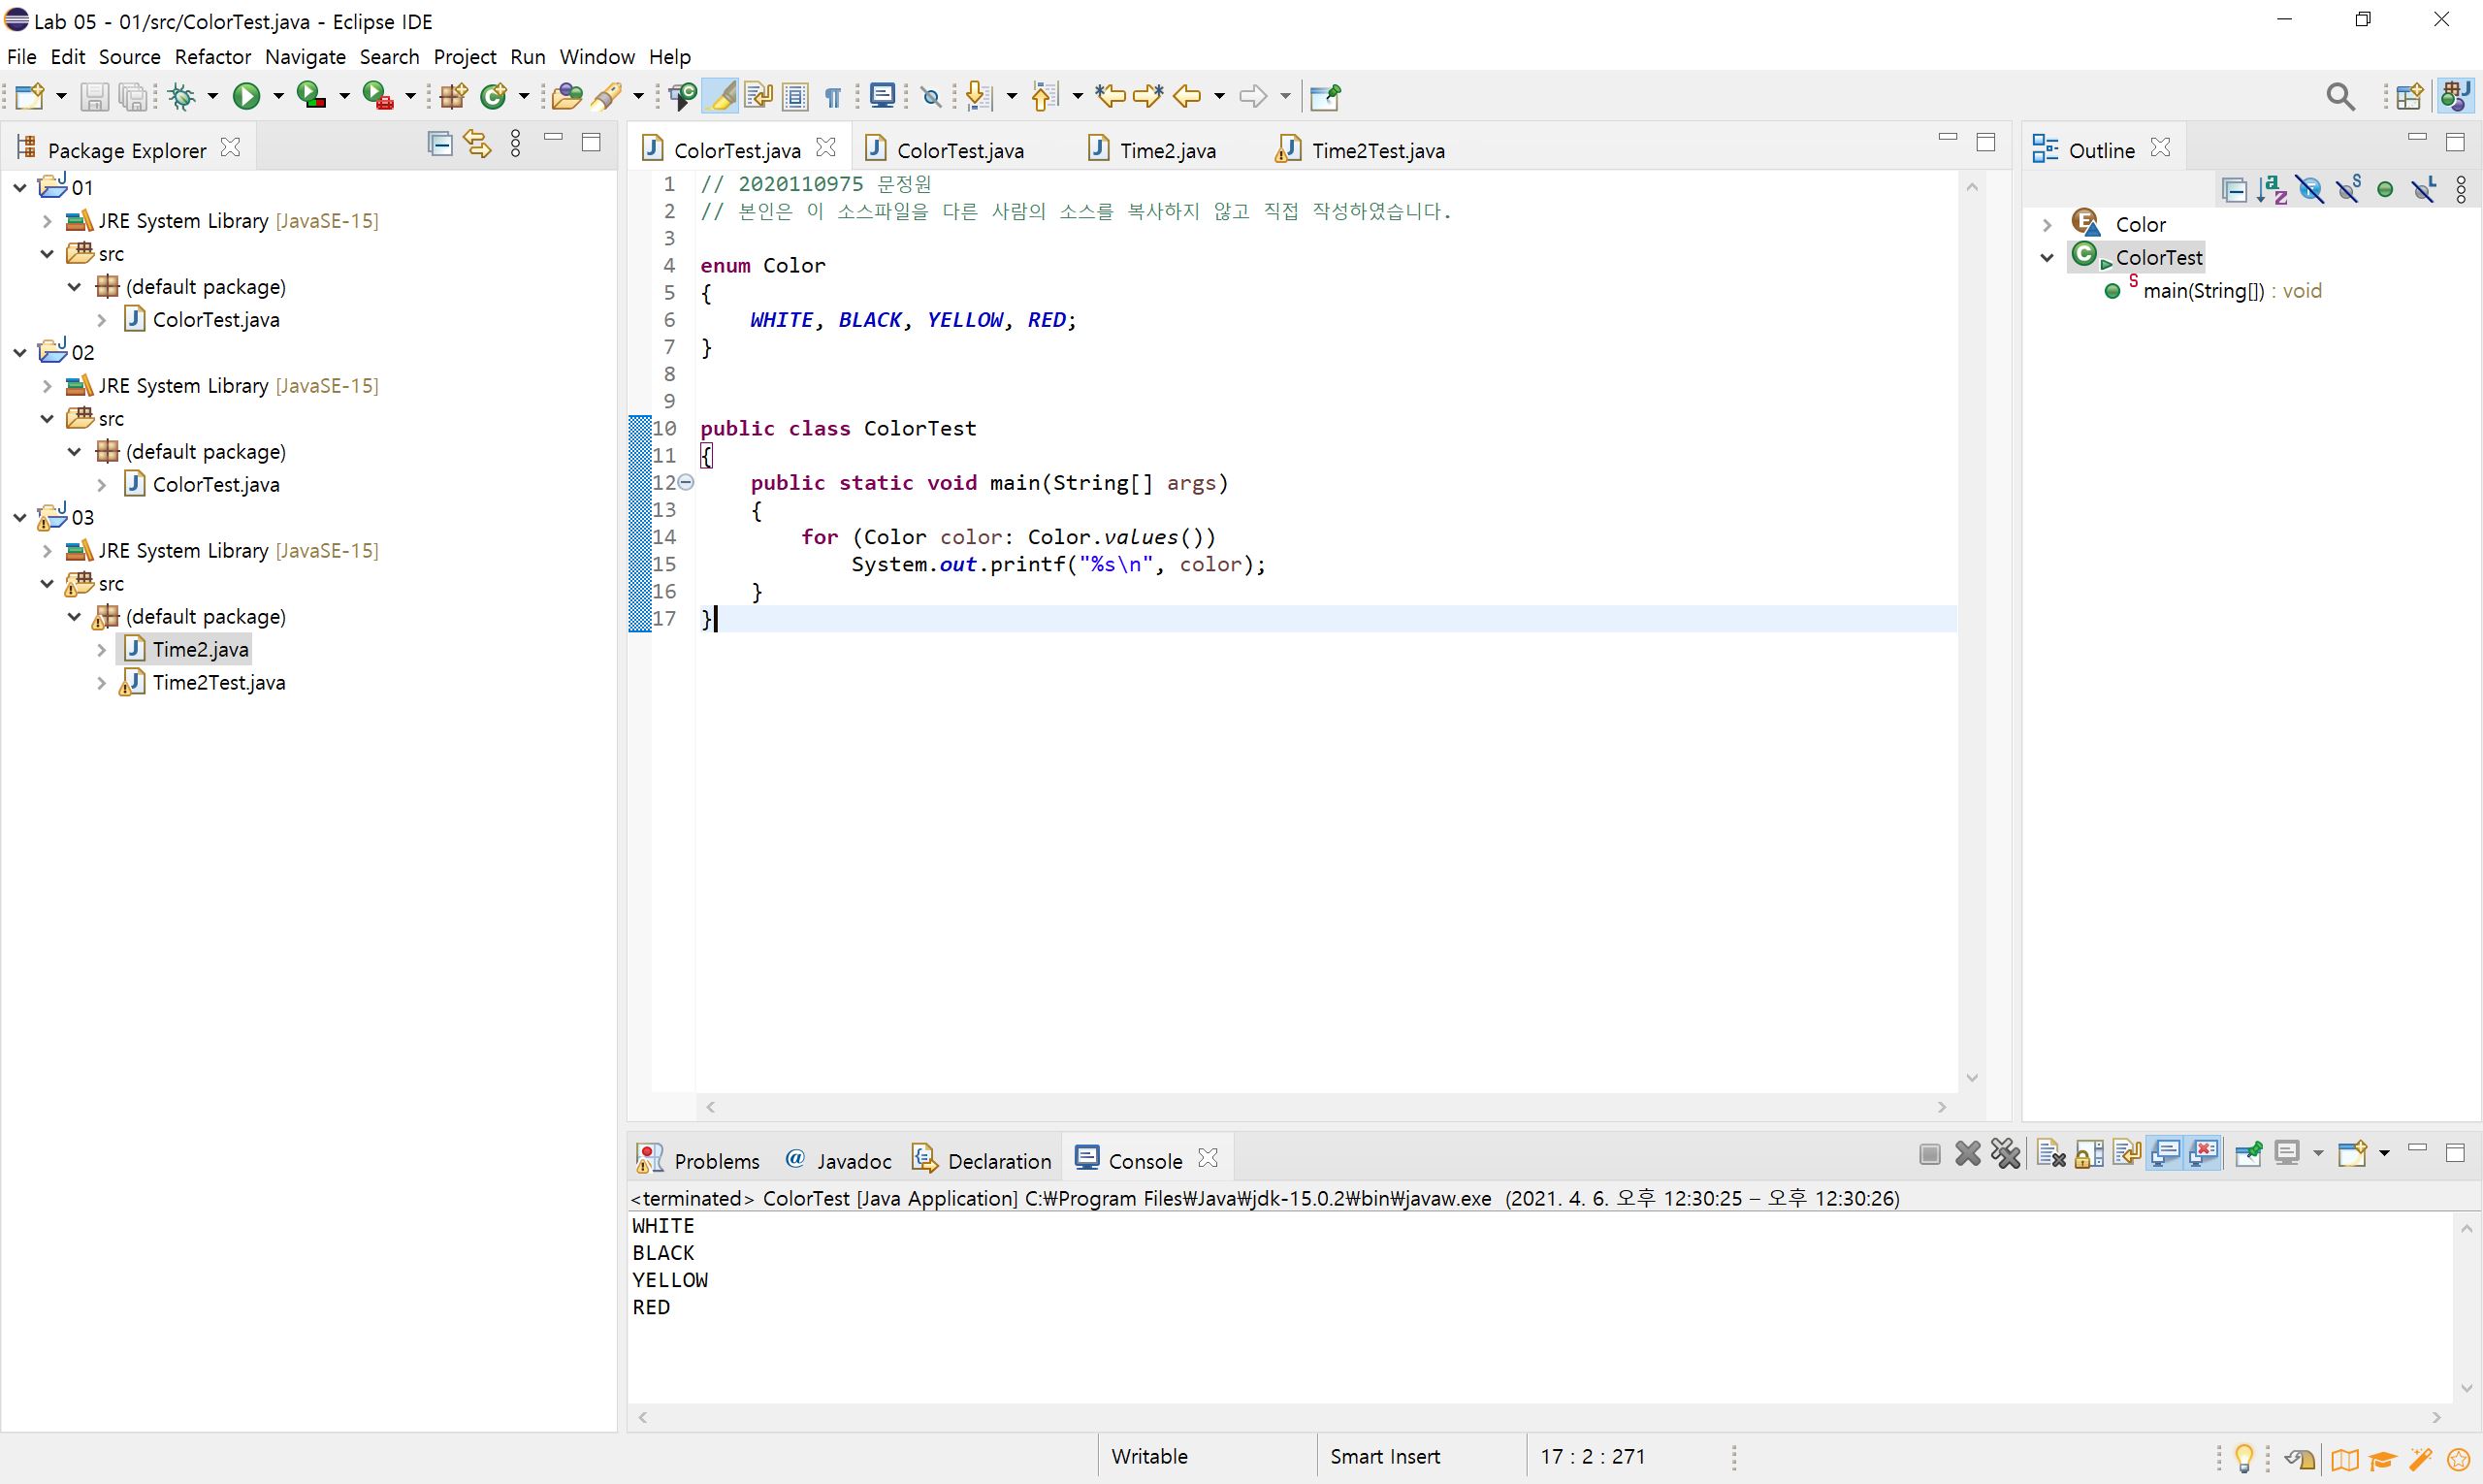 Lab 05 - 01/src/ColorTest.java - Eclipse IDE
File Edit Source Refactor Navigate Search Project Run Window Help
Package Explorer
01
JRE System Library [JavaSE-15]
src
(default package)
ColorTest.java
02
JRE System Library [JavaSE-15]
src
(default package)
ColorTest.java
03
JRE System Library [JavaSE-15]
src
(default package)
Time2.java
Time2Test.java
ColorTest.java ColorTest.java Time2.java Time2Test.java
1 // 2020110975 문정원
2 // 본인은 이 소스파일을 다른 사람의 소스를 복사하지 않고 직접 작성하였습니다.
3
4 enum Color
5 {
6 WHITE, BLACK, YELLOW, RED;
7 }
8
9
10 public class ColorTest
11 {
12 public static void main(String[] args)
13 {
14 for (Color color: Color.values())
15 System.out.printf("%s\n", color);
16 }
17 }
Outline
Color
ColorTest
main(String[]) : void
Problems @ Javadoc Declaration Console
<terminated> ColorTest [Java Application] C:₩Program Files₩Java₩jdk-15.0.2₩bin₩javaw.exe (2021. 4. 6. 오후 12:30:25 – 오후 12:30:26)
WHITE
BLACK
YELLOW
RED
Writable Smart Insert 17 : 2 : 271